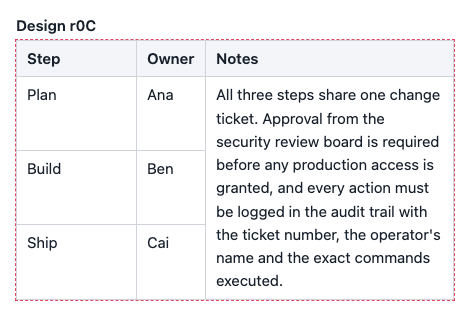 Design r0C
Step Owner Notes
Plan Ana
All three steps share one change
ticket. Approval from the
security review board is required
before any production access is
granted, and every action must
be logged in the audit trail with
the ticket number, the operator's
name and the exact commands
executed.
Build Ben
Ship Cai